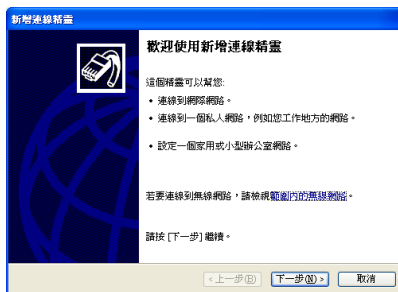 新增連線精靈
歡迎使用新增連線精靈
這個精靈可以幫您:
• 連線到網際網路。
• 連線到一個私人網路，例如您工作地方的網路。
• 設定一個家用或小型辦公室網路。
若要連線到無線網路，請檢視範圍內的無線網路。
請按 [下一步] 繼續。
< 上一步(B) 下一步(N) > 取消